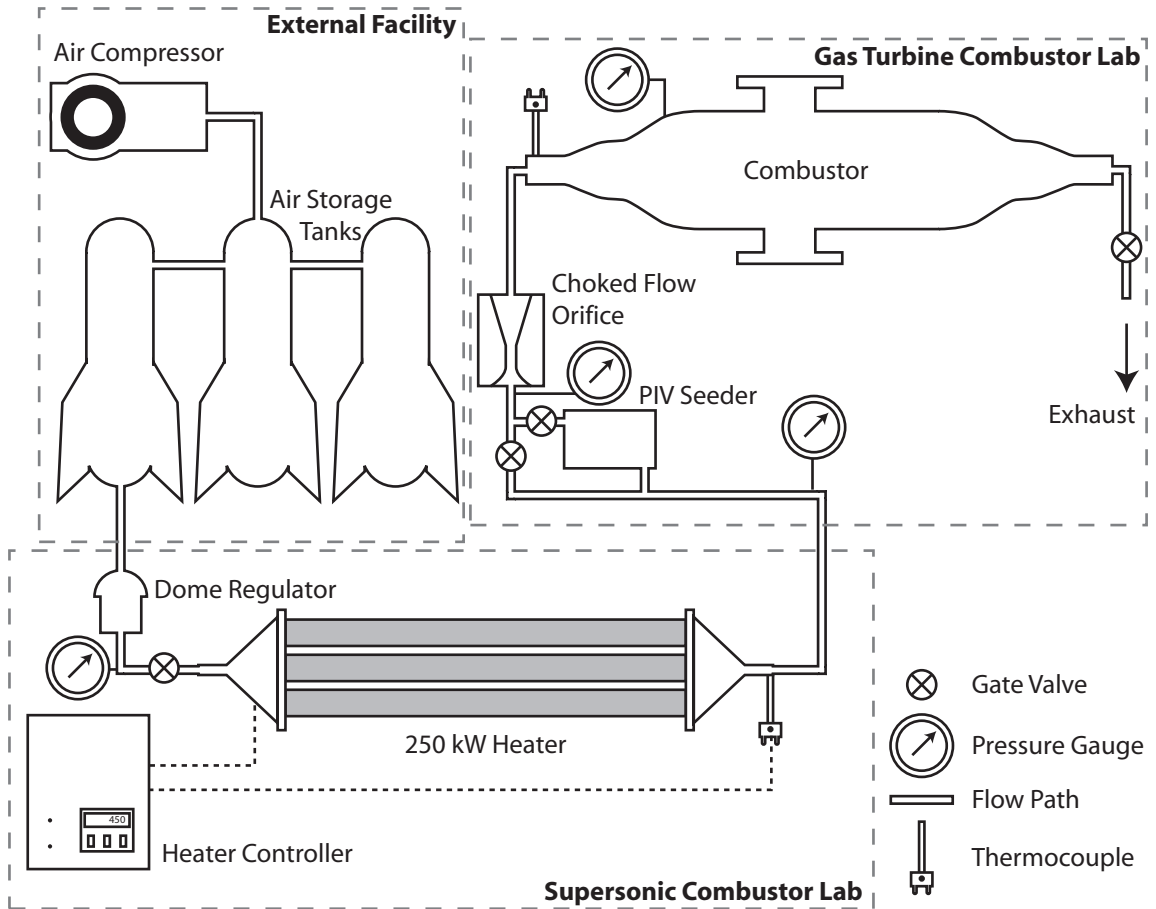 External Facility
Air Compressor
Air Storage
Tanks
Gas Turbine Combustor Lab
Combustor
Choked Flow
Orifice
PIV Seeder
Exhaust
Dome Regulator
250 kW Heater
450
Heater Controller
Supersonic Combustor Lab
Gate Valve
Pressure Gauge
Flow Path
Thermocouple